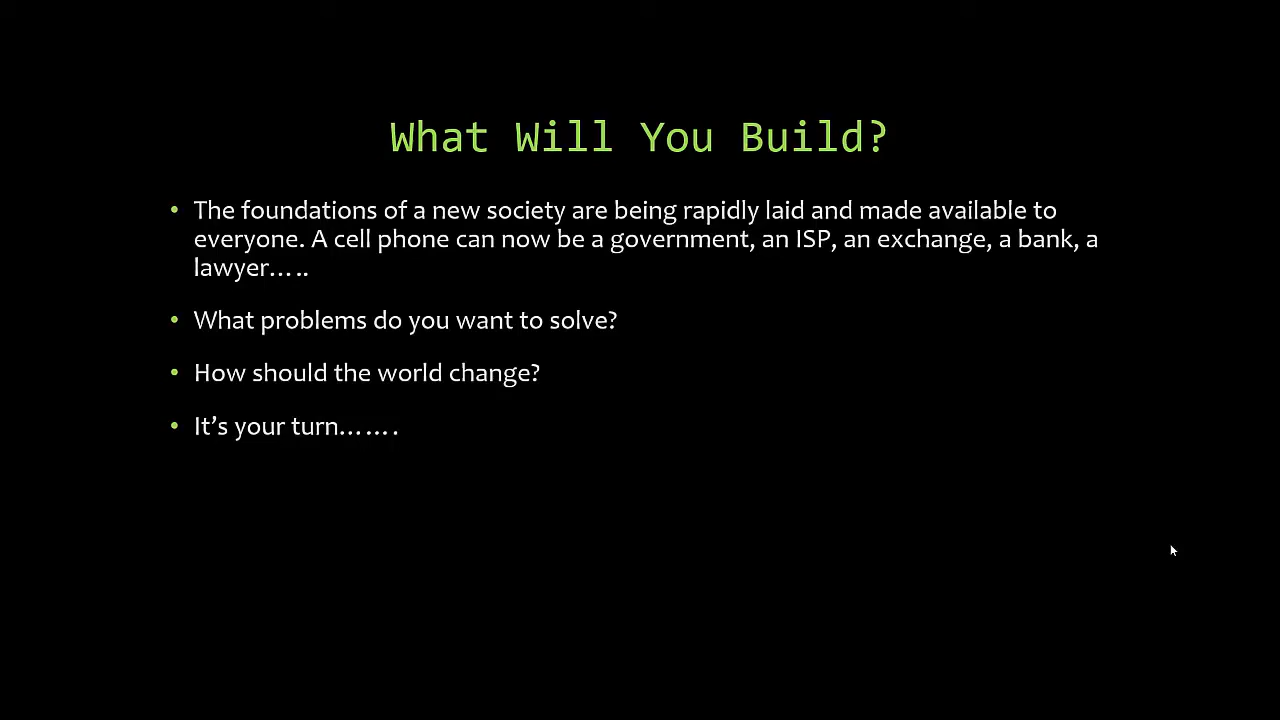 What Will You Build?
• The foundations of a new society are being rapidly laid and made available to
everyone. A cell phone can now be a government, an ISP, an exchange, a bank, a
lawyer…..
• What problems do you want to solve?
• How should the world change?
• It’s your turn…….